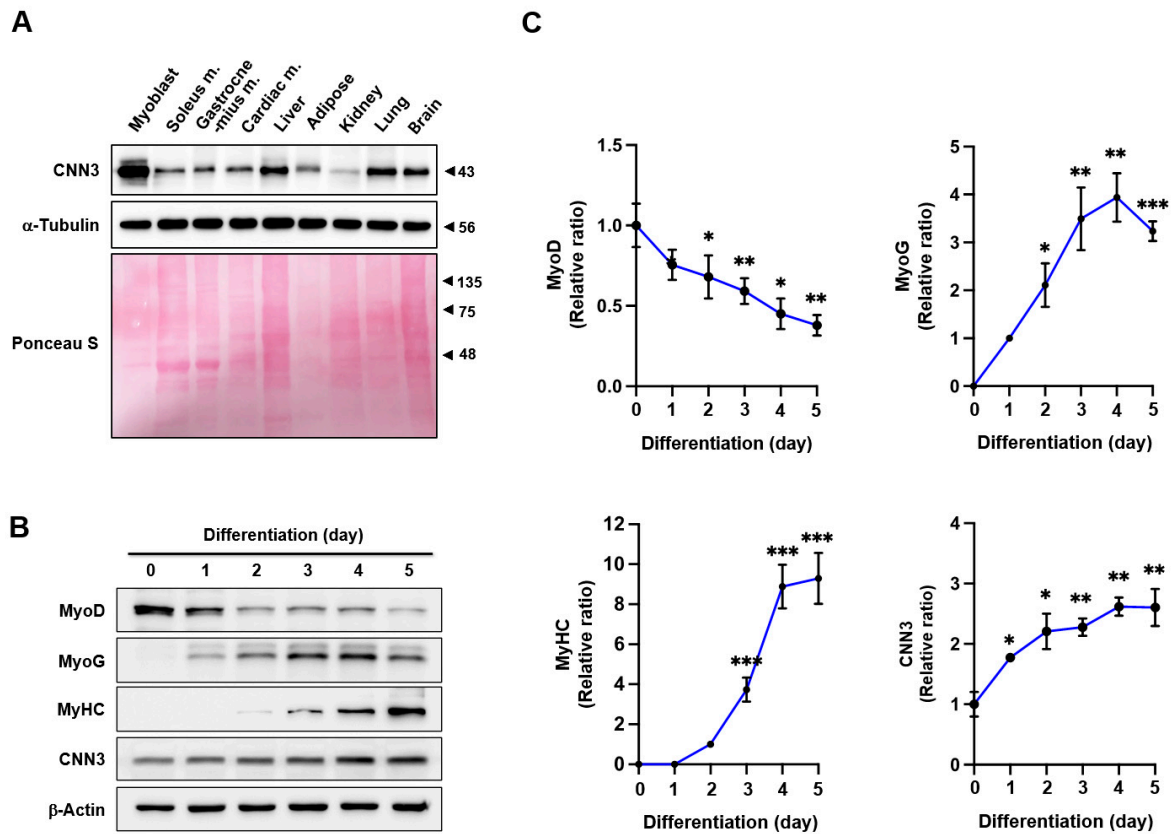 A
Myoblast
Soleus m.
Gastrocne
-mius m.
Cardiac m.
Liver
Adipose
Kidney
Lung
Brain
CNN3
◄43
α-Tubulin
◄56
Ponceau S
◄135
◄75
◄48
B
Differentiation (day)
0 1 2 3 4 5
MyoD
MyoG
MyHC
CNN3
β-Actin
C
MyoD
(Relative ratio)
1.5
1.0
0.5
0.0
* ** * **
0 1 2 3 4 5
Differentiation (day)
MyoG
(Relative ratio)
5
4
3
2
1
0
* ** ** ***
0 1 2 3 4 5
Differentiation (day)
MyHC
(Relative ratio)
12
10
8
6
4
2
0
*** *** ***
0 1 2 3 4 5
Differentiation (day)
CNN3
(Relative ratio)
4
3
2
1
0
* * ** ** **
0 1 2 3 4 5
Differentiation (day)